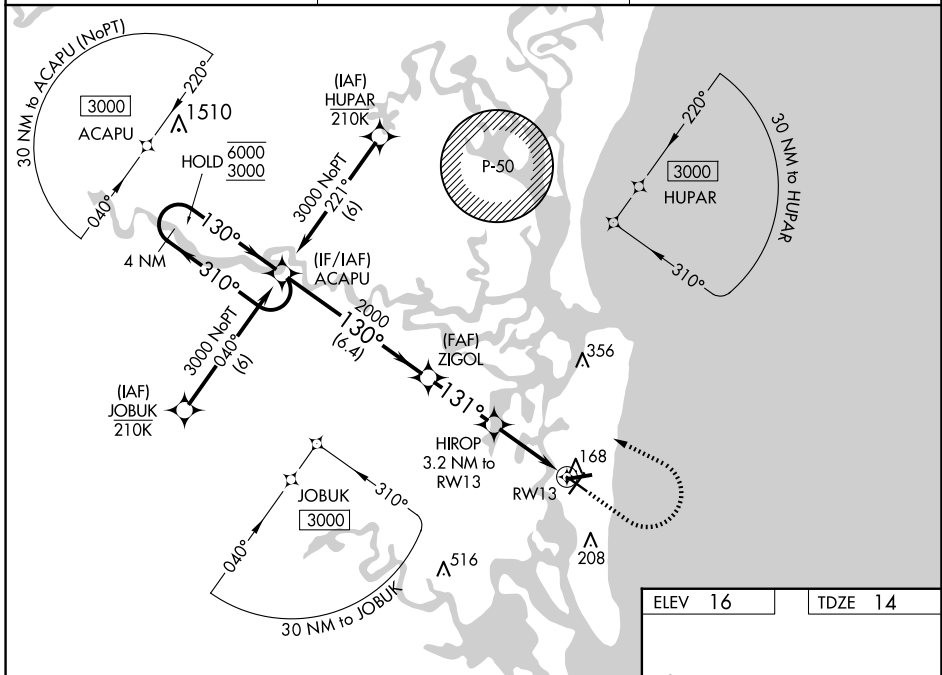 30 NM to ACAPU (NoPT)
220°
3000
ACAPU
040°
1510
HOLD
6000
3000
4 NM
130°
310°
(IAF)
HUPAR
210K
3000 NoPT
221°
(6)
P-50
220°
3000
HUPAR
310°
30 NM to HUPAR
(IF/IAF)
ACAPU
3000 NoPT
040°
(6)
(IAF)
JOBUK
210K
2000
130°
(6.4)
(FAF)
ZIGOL
131°
356
HIROP
3.2 NM to
RW13
RW13
168
208
516
JOBUK
3000
310°
040°
30 NM to JOBUK
ELEV 16
TDZE 14